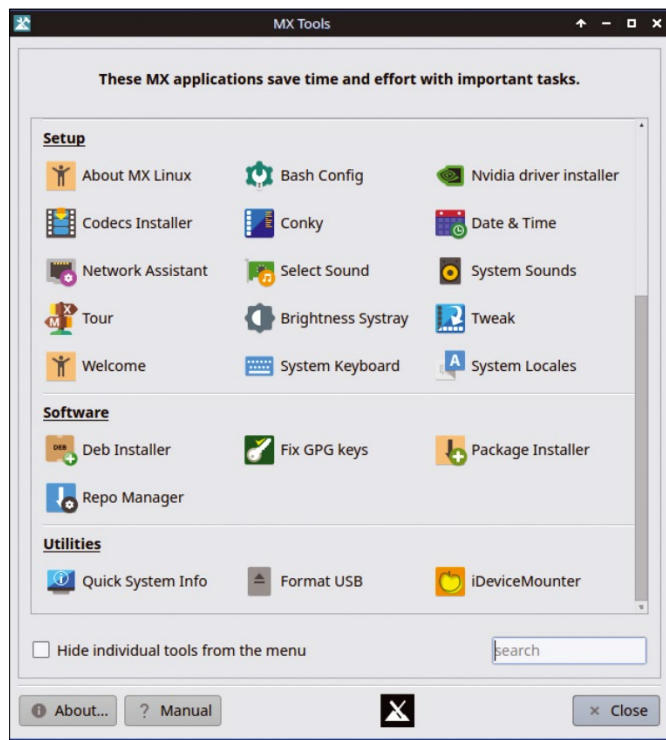 MX Tools
These MX applications save time and effort with important tasks.
Setup
About MX Linux Bash Config Nvidia driver installer
Codecs Installer Conky Date & Time
Network Assistant Select Sound System Sounds
Tour Brightness Systray Tweak
Welcome System Keyboard System Locales
Software
DEB Deb Installer Fix GPG keys Package Installer
Repo Manager
Utilities
Quick System Info Format USB iDeviceMounter
Hide individual tools from the menu search
About... ? Manual Close